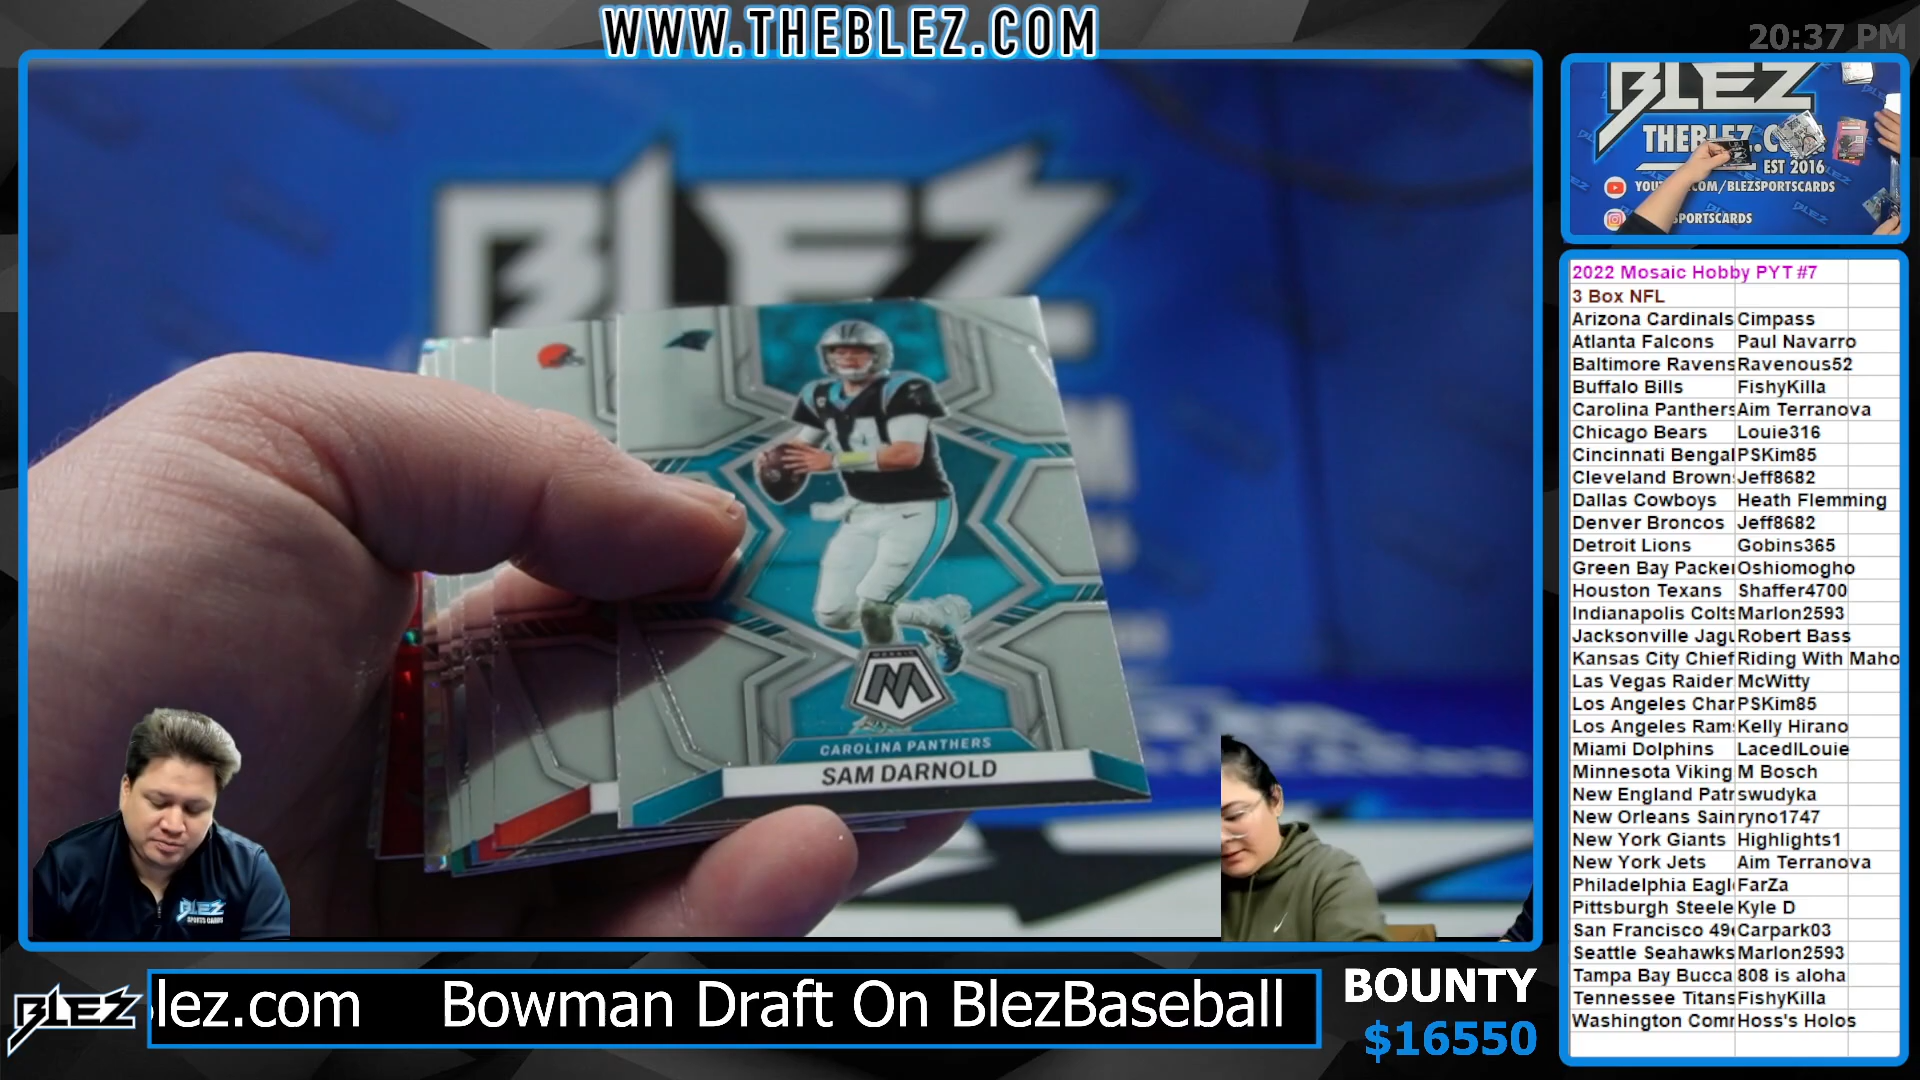 WWW.THEBLEZ.COM
20:37 PM
BLEZ
14
CAROLINA PANTHERS
SAM DARNOLD
BLEZ
SPORTS CARDS
BLEZ
EST 2016
SPORTSCARDS
2022 Mosaic Hobby PYT #7
3 Box NFL
Arizona Cardinals Cimpass
Atlanta Falcons Paul Navarro
Baltimore Ravens Ravenous52
Buffalo Bills FishyKilla
Carolina Panthers Aim Terranova
Chicago Bears Louie316
Cincinnati Bengal PSKim85
Cleveland Brown Jeff8682
Dallas Cowboys Heath Flemming
Denver Broncos Jeff8682
Detroit Lions Gobins365
Green Bay Packe Oshiomogho
Houston Texans Shaffer4700
Indianapolis Colts Marlon2593
Jacksonville Jagu Robert Bass
Kansas City Chief Riding With Maho
Las Vegas Raider McWitty
Los Angeles Char PSKim85
Los Angeles Ram Kelly Hirano
Miami Dolphins LacedlLouie
Minnesota Viking M Bosch
New England Patr swudyka
New Orleans Sain ryno1747
New York Giants Highlights1
New York Jets Aim Terranova
Philadelphia Eagl FarZa
Pittsburgh Steele Kyle D
San Francisco 49 Carpark03
Seattle Seahawks Marlon2593
Tampa Bay Bucca 808 is aloha
Tennessee Titans FishyKilla
Washington Com Hoss's Holos
BLEZ
lez.com Bowman Draft On BlezBaseball
BOUNTY
$16550